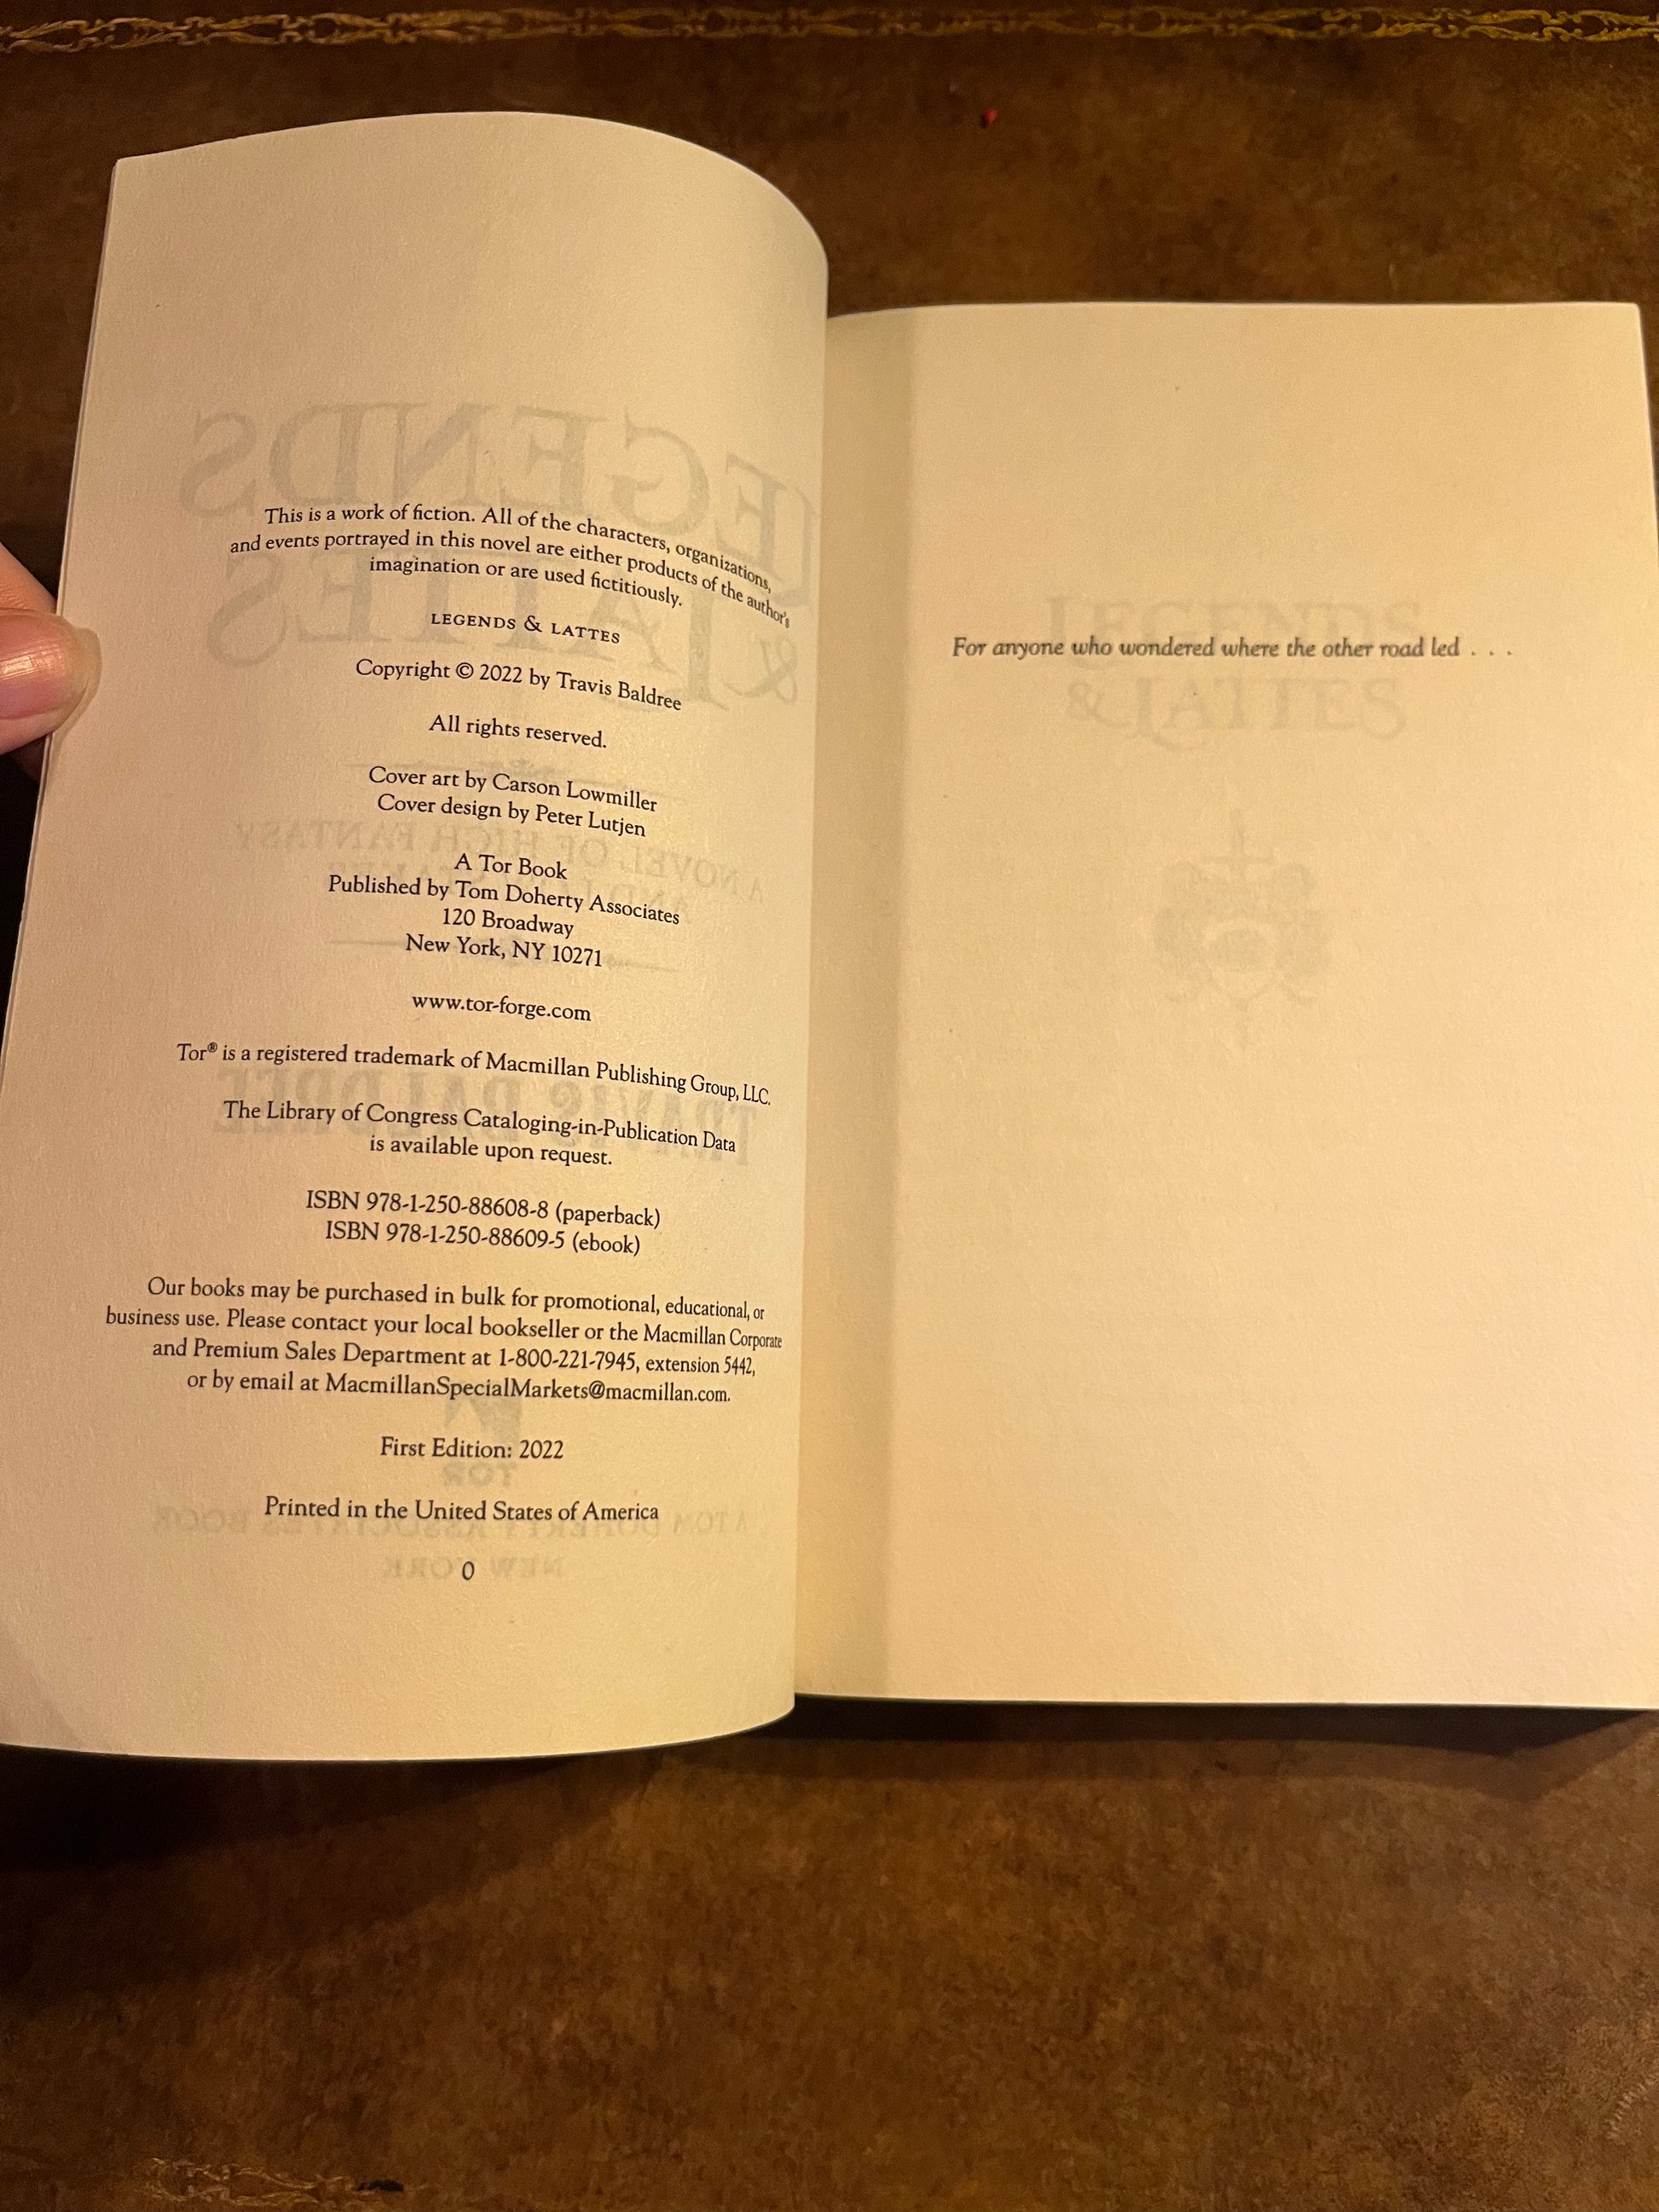 This is a work of fiction. All of the characters, organizations,
and events portrayed in this novel are either products of the author's
imagination or are used fictitiously.
LEGENDS & LATTES
Copyright © 2022 by Travis Baldree
All rights reserved.
Cover art by Carson Lowmiller
Cover design by Peter Lutjen
A Tor Book
Published by Tom Doherty Associates
120 Broadway
New York, NY 10271
www.tor-forge.com
Tor® is a registered trademark of Macmillan Publishing Group, LLC.
The Library of Congress Cataloging-in-Publication Data
is available upon request.
ISBN 978-1-250-88608-8 (paperback)
ISBN 978-1-250-88609-5 (ebook)
Our books may be purchased in bulk for promotional, educational, or
business use. Please contact your local bookseller or the Macmillan Corporate
and Premium Sales Department at 1-800-221-7945, extension 5442,
or by email at MacmillanSpecialMarkets@macmillan.com.
First Edition: 2022
Printed in the United States of America
0
For anyone who wondered where the other road led . . .
LEGENDS
& LATTES